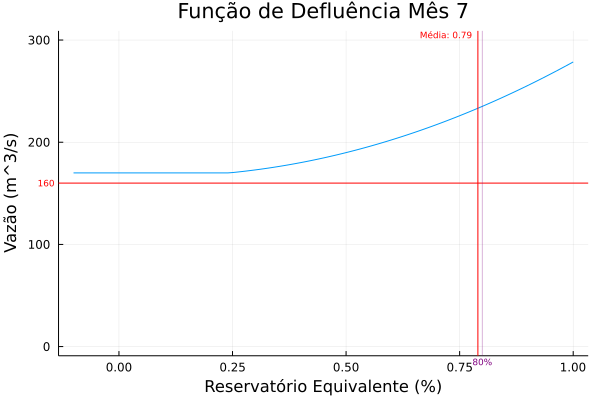 Função de Defluência Mês 7
Média: 0.79
300
200
160
100
0
Vazão (m^3/s)
0.00
0.25
0.50
0.75
80%
1.00
Reservatório Equivalente (%)